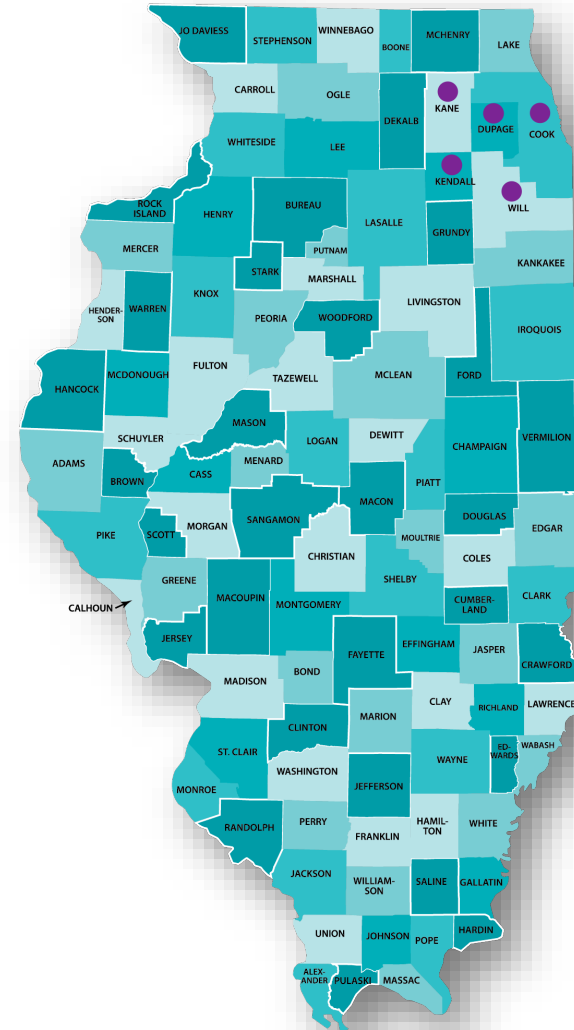 JO DAVIESS
STEPHENSON
WINNEBAGO
BOONE
MCHENRY
LAKE
CARROLL
OGLE
DEKALB
KANE
DUPAGE
COOK
WHITESIDE
LEE
KENDALL
WILL
ROCK
ISLAND
HENRY
BUREAU
LASALLE
GRUNDY
MERCER
PUTNAM
STARK
MARSHALL
KANKAKEE
HENDER-
SON
WARREN
KNOX
PEORIA
WOODFORD
LIVINGSTON
IROQUOIS
HANCOCK
MCDONOUGH
FULTON
TAZEWELL
MCLEAN
FORD
SCHUYLER
MASON
LOGAN
DEWITT
CHAMPAIGN
VERMILION
ADAMS
BROWN
CASS
MENARD
PIATT
PIKE
SCOTT
MORGAN
SANGAMON
MACON
DOUGLAS
EDGAR
CHRISTIAN
MOULTRIE
COLES
GREENE
CALHOUN
MACOUPIN
MONTGOMERY
SHELBY
CUMBER-
LAND
CLARK
JERSEY
FAYETTE
EFFINGHAM
JASPER
CRAWFORD
MADISON
BOND
CLAY
RICHLAND
LAWRENCE
CLINTON
MARION
ST. CLAIR
WAYNE
ED-
WARDS
WABASH
WASHINGTON
MONROE
JEFFERSON
RANDOLPH
PERRY
FRANKLIN
HAMIL-
TON
WHITE
JACKSON
WILLIAM-
SON
SALINE
GALLATIN
UNION
JOHNSON
POPE
HARDIN
ALEX-
ANDER
PULASKI
MASSAC